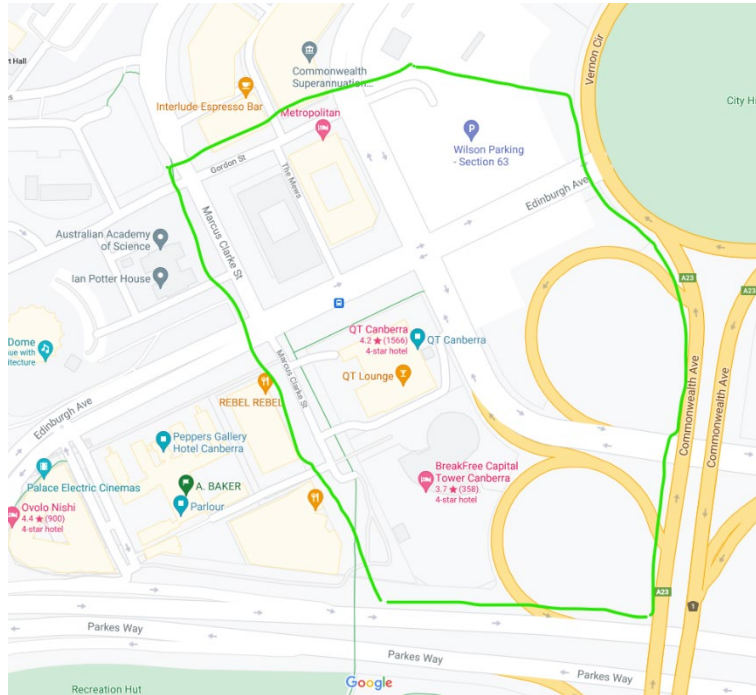 rt Hall
Commonwealth
Superannuation...
Vernon Cir
City Ha
Interlude Espresso Bar
Metropolitan
Wilson Parking
- Section 63
Gordon St
The Mews
Edinburgh Ave
Marcus Clarke St
Australian Academy
of Science
Ian Potter House
A23
A23
Dome
ue with
itecture
QT Canberra
4.2 ★ (1566)
4-star hotel
QT Canberra
Marcus Clarke St
QT Lounge
Commonwealth Ave
Commonwealth Ave
REBEL REBEL
Edinburgh Ave
Peppers Gallery
Hotel Canberra
Palace Electric Cinemas
A. BAKER
BreakFree Capital
Tower Canberra
3.7 ★ (358)
4-star hotel
Ovolo Nishi
4.4 ★ (900)
4-star hotel
Parlour
A23
1
Parkes Way
Parkes Way
Parkes Way
Google
Recreation Hut